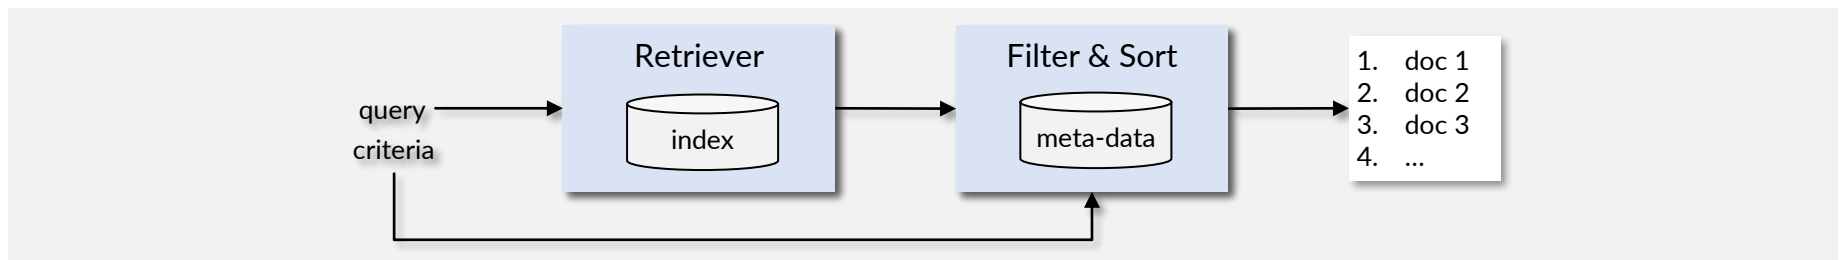 query
criteria
Retriever
index
Filter & Sort
meta-data
1. doc 1
2. doc 2
3. doc 3
4. ...